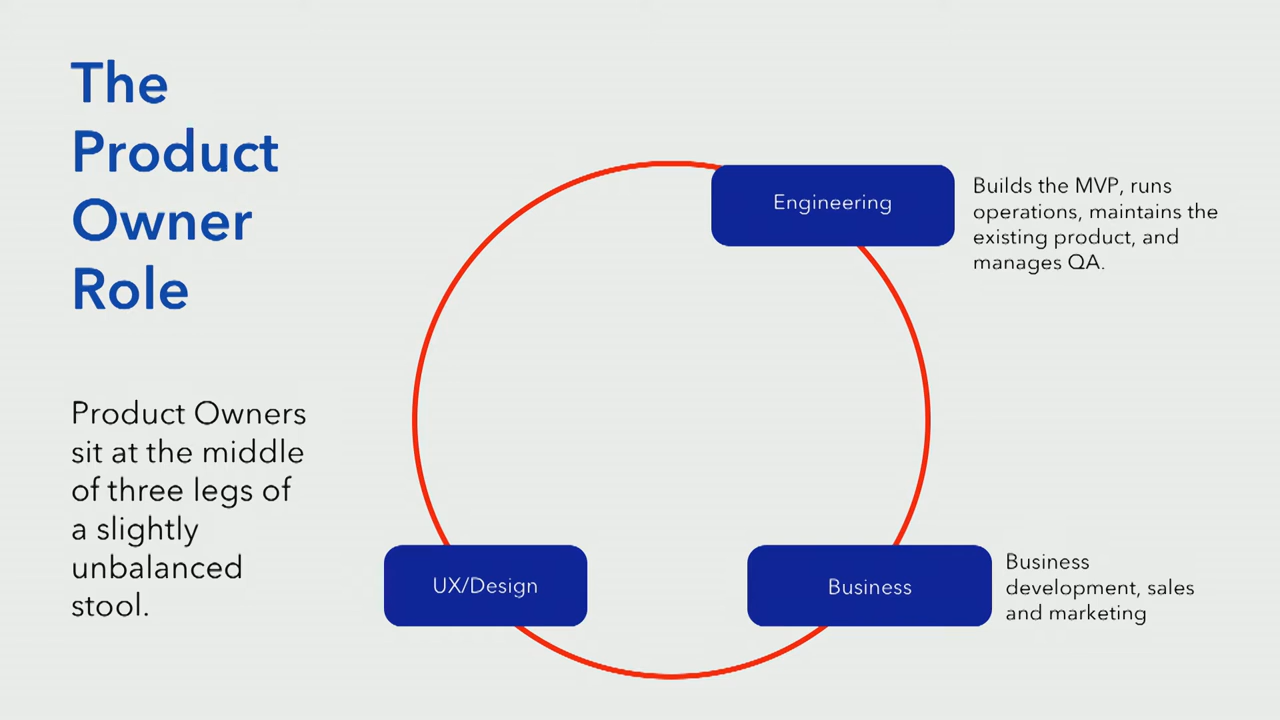 The
Product
Owner
Role
Product Owners
sit at the middle
of three legs of
a slightly
unbalanced
stool.
Engineering
Builds the MVP, runs
operations, maintains the
existing product, and
manages QA.
UX/Design
Business
Business
development, sales
and marketing